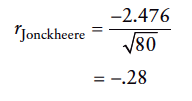 r_Jonckheere = −2.476 / √80
= −.28